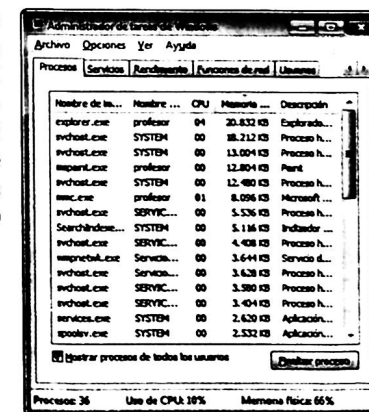 Administrador de tareas de Windows
Archivo Opciones Ver Ayuda
Procesos Servicios Rendimiento Funciones de red Usuarios
Nombre de im... Nombre ... CPU Memoria ... Descripción
explorer.exe profesor 04 20.832 KB Explorado...
svchost.exe SYSTEM 00 18.212 KB Proceso h...
svchost.exe SYSTEM 00 13.004 KB Proceso h...
mspaint.exe profesor 00 12.804 KB Paint
svchost.exe SYSTEM 00 12.480 KB Proceso h...
mmc.exe profesor 01 8.096 KB Microsoft ...
svchost.exe SERVIC... 00 5.536 KB Proceso h...
SearchIndexe... SYSTEM 00 5.116 KB Indizador ...
svchost.exe SERVIC... 00 4.408 KB Proceso h...
wmpnetwk.exe Servicio... 00 3.644 KB Servicio d...
svchost.exe Servicio... 00 3.628 KB Proceso h...
svchost.exe SERVIC... 00 3.580 KB Proceso h...
svchost.exe SERVIC... 00 3.404 KB Proceso h...
services.exe SYSTEM 00 2.620 KB Aplicación...
spoolsv.exe SYSTEM 00 2.532 KB Aplicación...
Mostrar procesos de todos los usuarios Finalizar proceso
Procesos: 36 Uso de CPU: 10% Memoria física: 66%